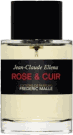 Jean-Claude Ellena
ROSE & CUIR
FREDERIC MALLE